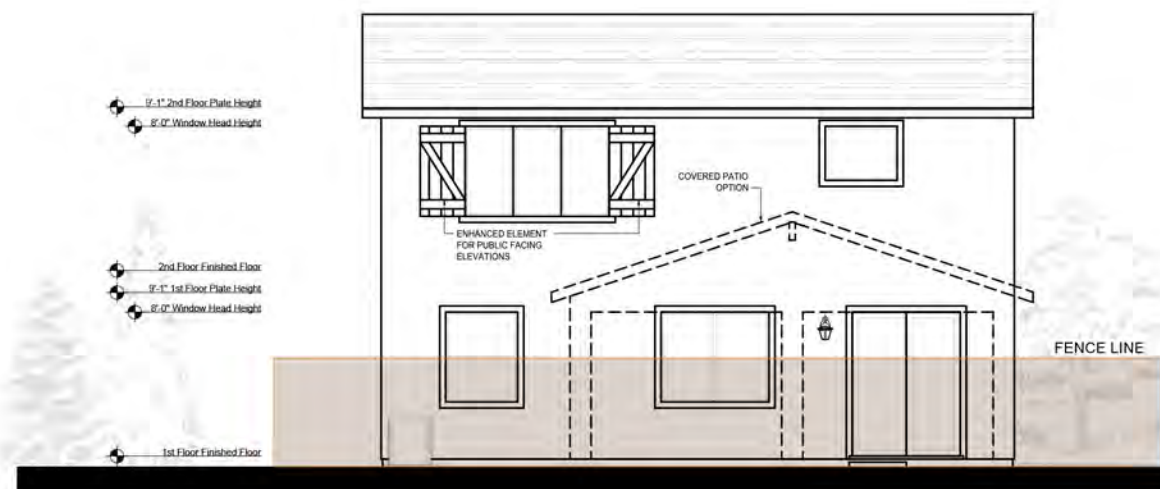 9'-1" 2nd Floor Plate Height
8'-0" Window Head Height
COVERED PATIO
OPTION
ENHANCED ELEMENT
FOR PUBLIC FACING
ELEVATIONS
2nd Floor Finished Floor
9'-1" 1st Floor Plate Height
8'-0" Window Head Height
FENCE LINE
1st Floor Finished Floor